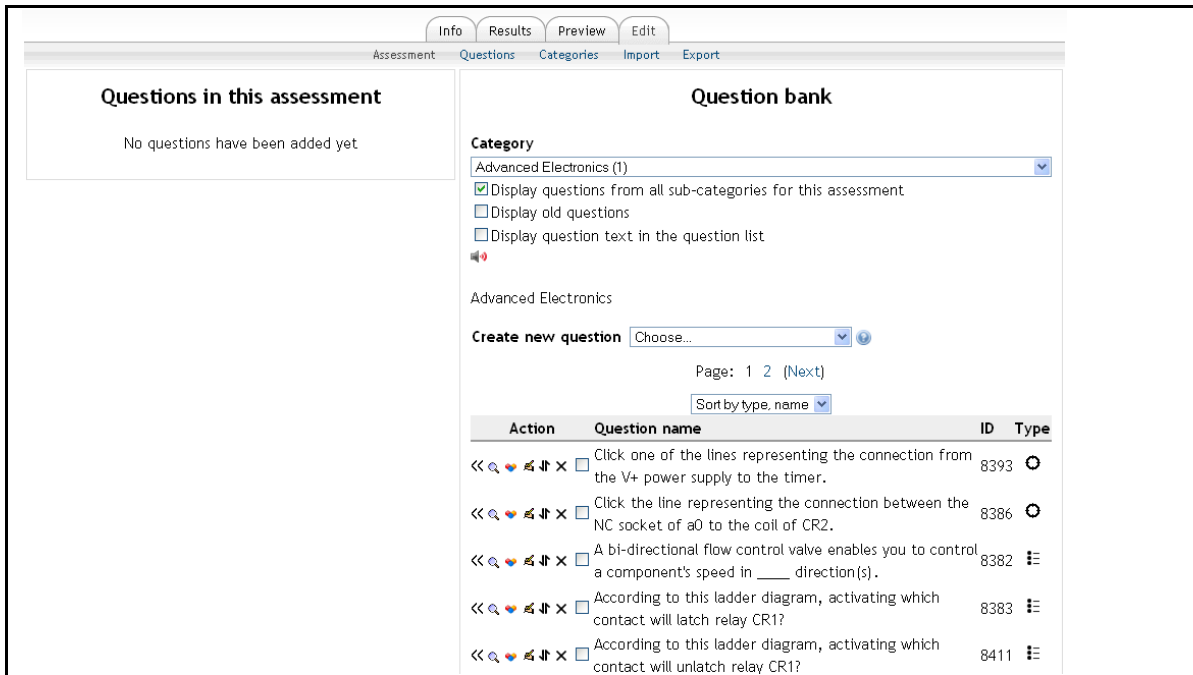 Info Results Preview Edit
Assessment Questions Categories Import Export
Questions in this assessment
No questions have been added yet
Question bank
Category
Advanced Electronics (1)
Display questions from all sub-categories for this assessment
Display old questions
Display question text in the question list
Advanced Electronics
Create new question Choose...
Page: 1 2 (Next)
Sort by type, name
Action Question name ID Type
Click one of the lines representing the connection from
the V+ power supply to the timer. 8393
Click the line representing the connection between the
NC socket of a0 to the coil of CR2. 8386
A bi-directional flow control valve enables you to control
a component's speed in ____ direction(s). 8382
According to this ladder diagram, activating which
contact will latch relay CR1? 8383
According to this ladder diagram, activating which
contact will unlatch relay CR1? 8411